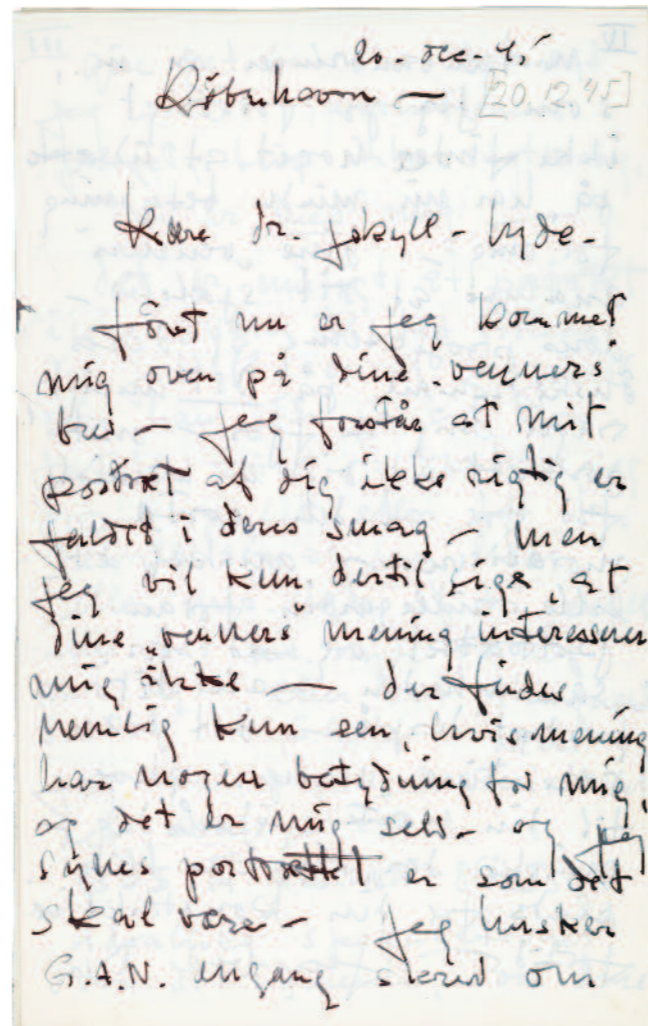 20. dec. 45
København — [20.12.45]
Kære dr. Jekyll - Hyde -
først nu er jeg kommet
mig oven på dine „venners"
brev — jeg forstår at mit
portræt af dig ikke rigtig er
faldet i deres smag — men
jeg vil kun dertil sige, at
dine „venners" mening interesserer
mig ikke — der findes
nemlig kun een, hvis mening
har nogen betydning for mig,
og det er mig selv - og jeg
synes portrættet er som det
skal være — jeg husker
G.A.N. engang skrev om